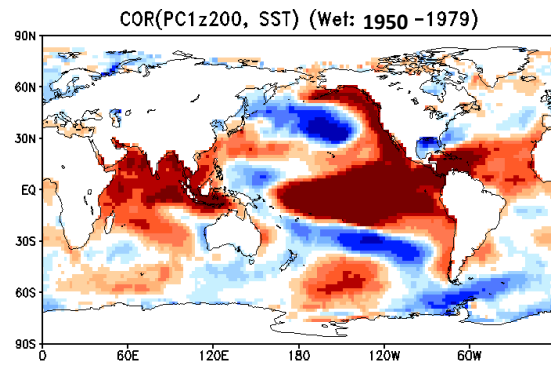 COR(PC1z200, SST) (Wet: 1950 -1979)
90N
60N
30N
EQ
30S
60S
90S
0 60E 120E 180 120W 60W